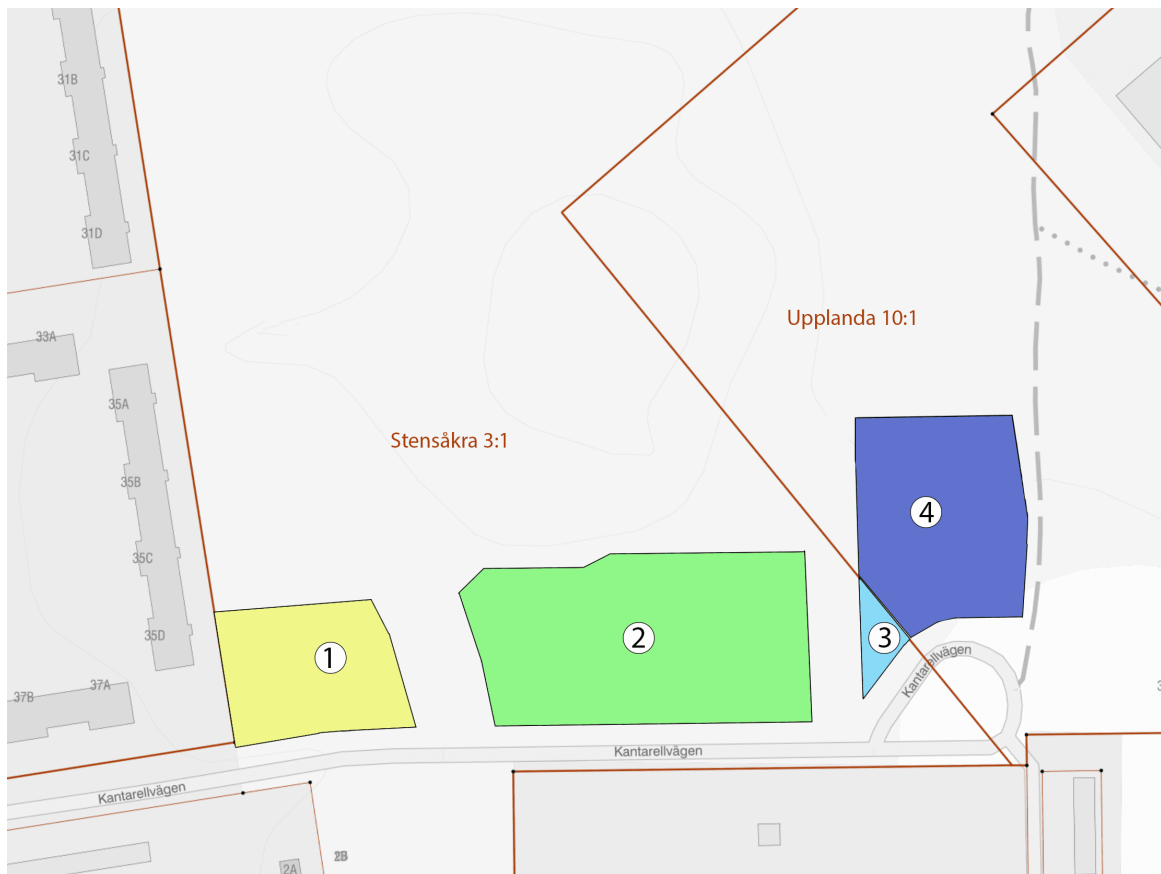 31B
31C
31D
33A
Upplanda 10:1
35A
Stensåkra 3:1
35B
4
35C
35D
1
2
3
37A
37B
Kantarellvägen
Kantarellvägen
Kantarellvägen
2B
2A